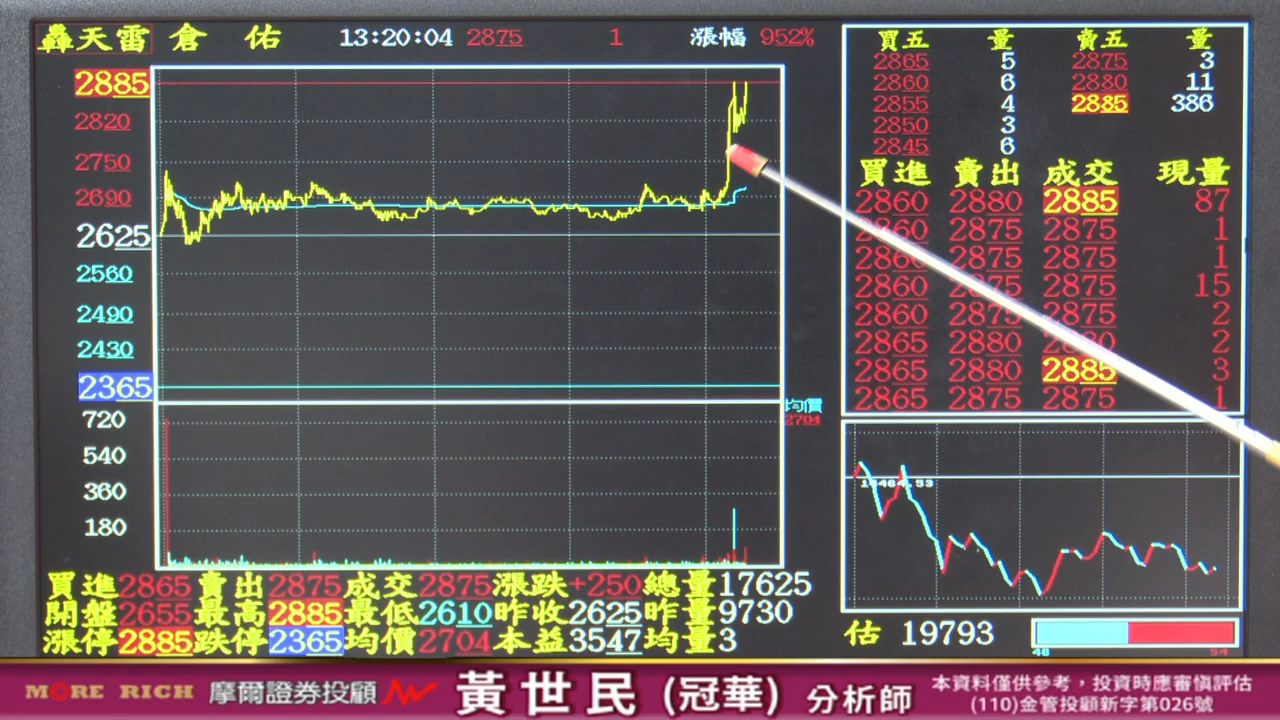 轟天雷 倉佑 13:20:04 2875 1 漲幅 952%
2885
2820
2750
2690
2625
2560
2490
2430
2365
720
540
360
180
均價
2704
買五 量 賣五 量
2865 5 2875 3
2860 6 2880 11
2855 4 2885 386
2850 3
2845 6
買進 賣出 成交 現量
2860 2880 2885 87
2860 2875 2875 1
2860 2875 2875 1
2860 2875 2875 15
2860 2875 2875 2
2865 2880 2880 2
2865 2880 2885 3
2865 2875 2875 1
估 19793
46 54
買進2865賣出2875成交2875漲跌+250總量17625
開盤2655最高2885最低2610昨收2625昨量9730
漲停2885跌停2365均價2704本益3547均量3
MORE RICH 摩爾證券投顧 黃世民(冠華) 分析師
本資料僅供參考，投資時應審慎評估
(110)金管投顧新字第026號